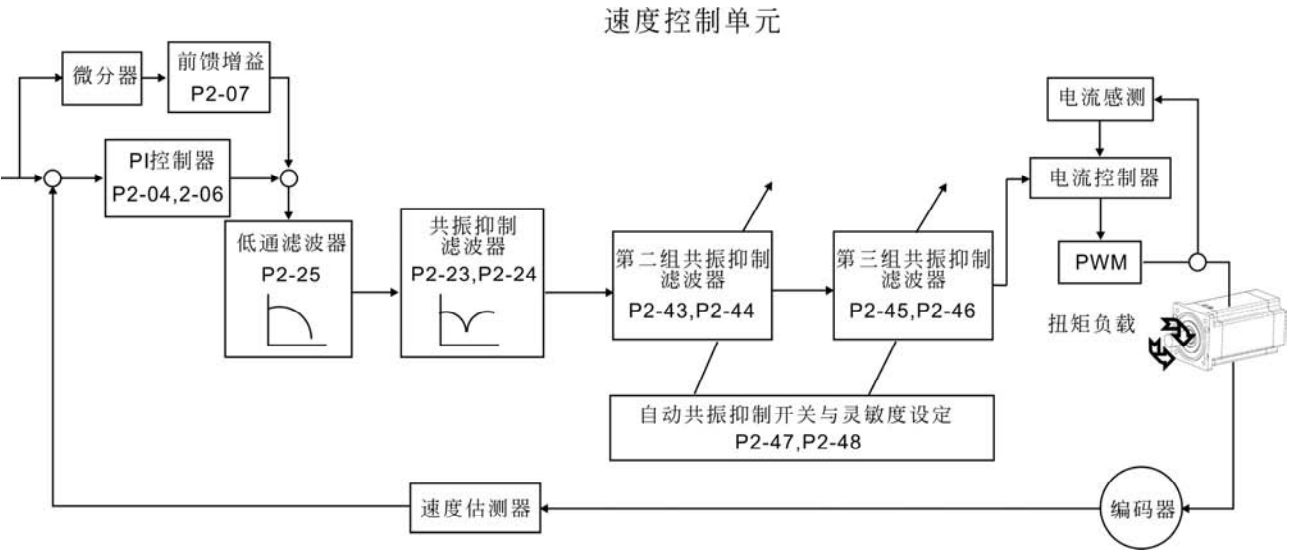 速度控制单元
微分器
前馈增益
P2-07
PI控制器
P2-04,2-06
低通滤波器
P2-25
共振抑制
滤波器
P2-23,P2-24
第二组共振抑制
滤波器
P2-43,P2-44
第三组共振抑制
滤波器
P2-45,P2-46
自动共振抑制开关与灵敏度设定
P2-47,P2-48
电流感测
电流控制器
PWM
扭矩负载
编码器
速度估测器